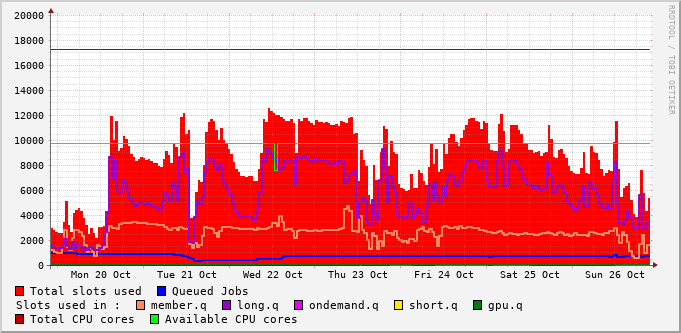 RRDTOOL / TOBI OETIKER
20000
18000
16000
14000
12000
10000
8000
6000
4000
2000
0
Mon 20 Oct Tue 21 Oct Wed 22 Oct Thu 23 Oct Fri 24 Oct Sat 25 Oct Sun 26 Oct
Total slots used Queued Jobs
Slots used in : member.q long.q ondemand.q short.q gpu.q
Total CPU cores Available CPU cores